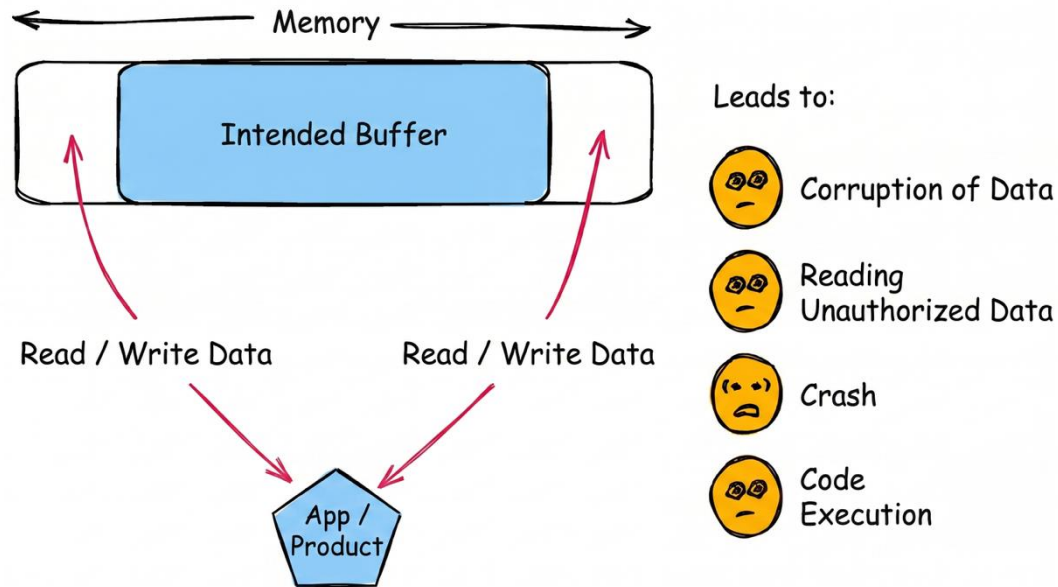 Memory
Intended Buffer
Read / Write Data
Read / Write Data
App /
Product
Leads to:
Corruption of Data
Reading
Unauthorized Data
Crash
Code
Execution